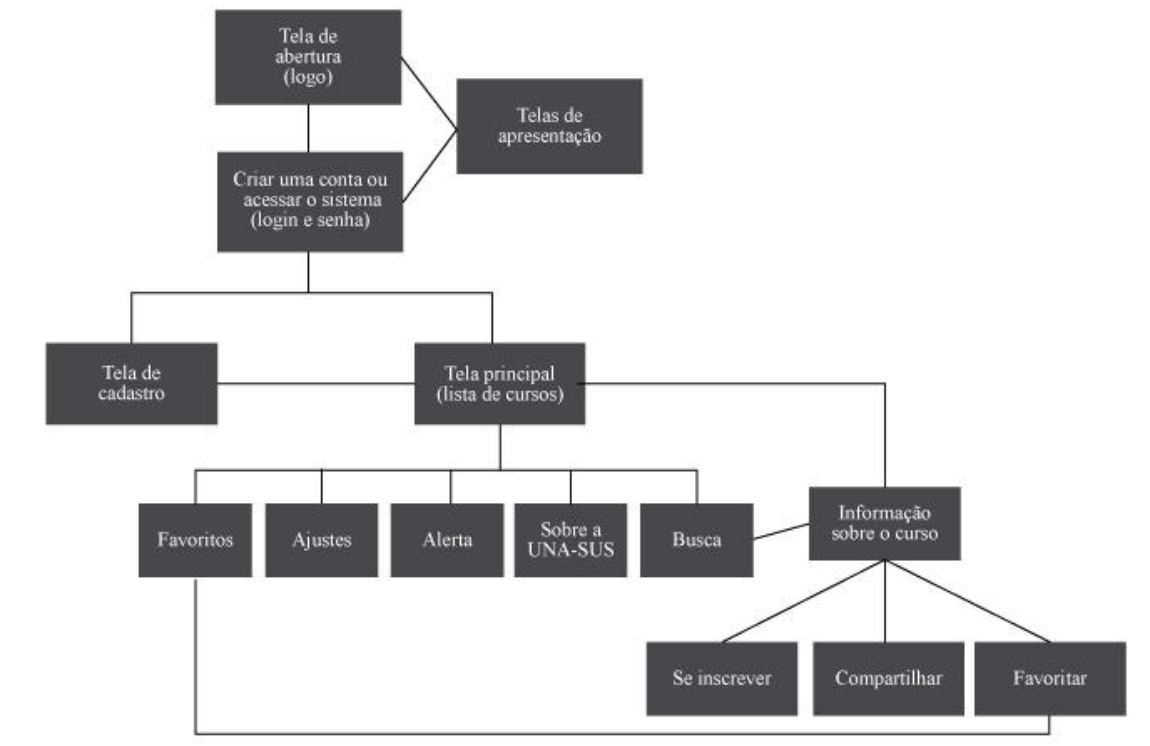 Tela de
abertura
(logo)
Telas de
apresentação
Criar uma conta ou
acessar o sistema
(login e senha)
Tela de
cadastro
Tela principal
(lista de cursos)
Favoritos
Ajustes
Alerta
Sobre a
UNA-SUS
Busca
Informação
sobre o curso
Se inscrever
Compartilhar
Favoritar